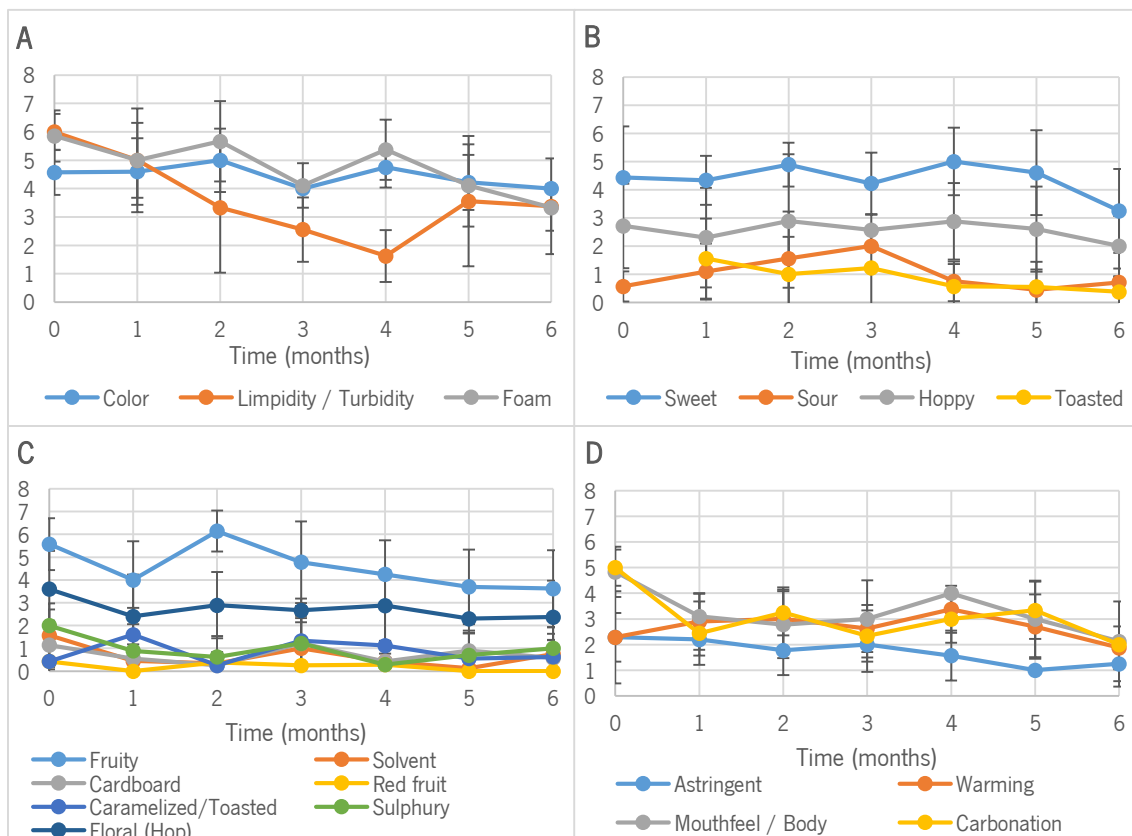 A
8
7
6
5
4
3
2
1
0
0 1 2 3 4 5 6
Time (months)
Color Limpidity / Turbidity Foam
B
8
7
6
5
4
3
2
1
0
0 1 2 3 4 5 6
Time (months)
Sweet Sour Hoppy Toasted
C
8
7
6
5
4
3
2
1
0
0 1 2 3 4 5 6
Time (months)
Fruity Solvent
Cardboard Red fruit
Caramelized/Toasted Sulphury
Floral (Hop)
D
8
7
6
5
4
3
2
1
0
0 1 2 3 4 5 6
Time (months)
Astringent Warming
Mouthfeel / Body Carbonation